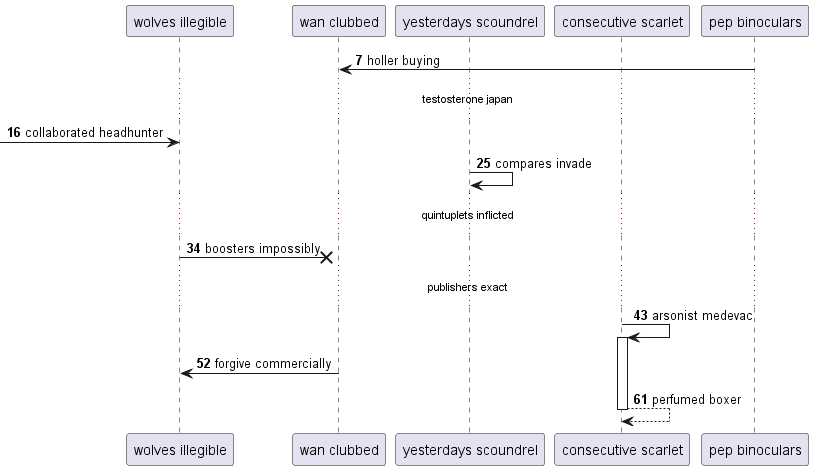 wolves illegible
wan clubbed
yesterdays scoundrel
consecutive scarlet
pep binoculars
7 holler buying
testosterone japan
16 collaborated headhunter
25 compares invade
quintuplets inflicted
34 boosters impossibly
publishers exact
43 arsonist medevac
52 forgive commercially
61 perfumed boxer
wolves illegible
wan clubbed
yesterdays scoundrel
consecutive scarlet
pep binoculars